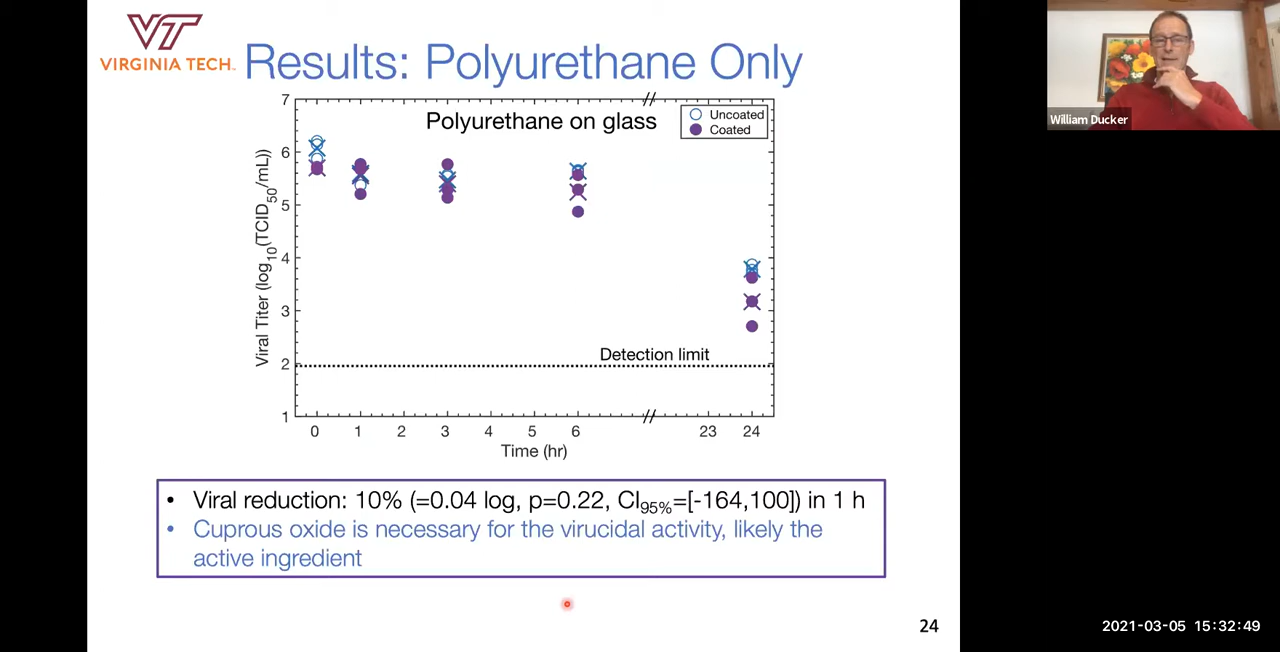 VT
VIRGINIA TECH
Results: Polyurethane Only
Polyurethane on glass
Uncoated
Coated
7
6
5
4
3
2
1
Viral Titer (log10(TCID50/mL))
Detection limit
0 1 2 3 4 5 6 23 24
Time (hr)
• Viral reduction: 10% (=0.04 log, p=0.22, CI95%=[-164,100]) in 1 h
• Cuprous oxide is necessary for the virucidal activity, likely the
active ingredient
24
William Ducker
2021-03-05 15:32:49